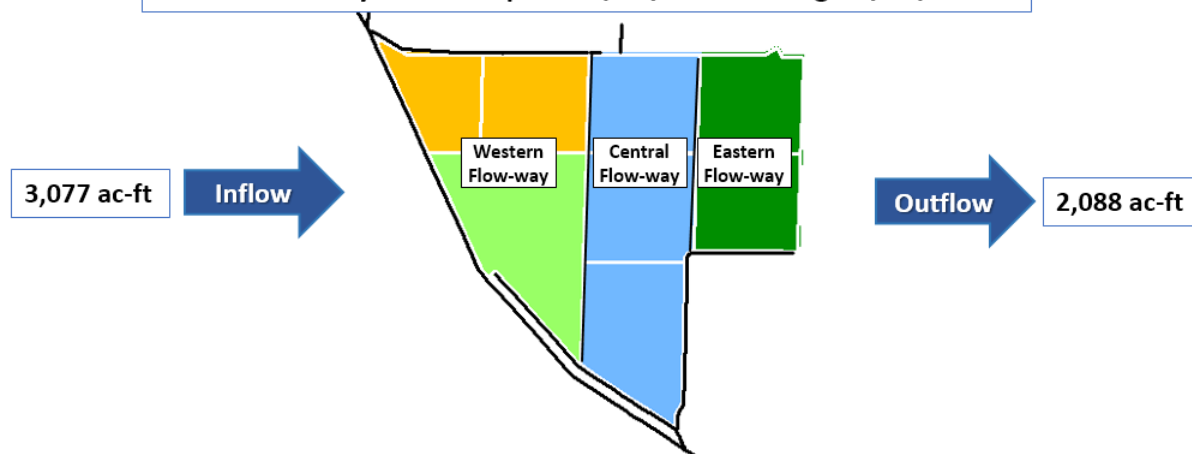 3,077 ac-ft
Inflow
Western
Flow-way
Central
Flow-way
Eastern
Flow-way
Outflow
2,088 ac-ft